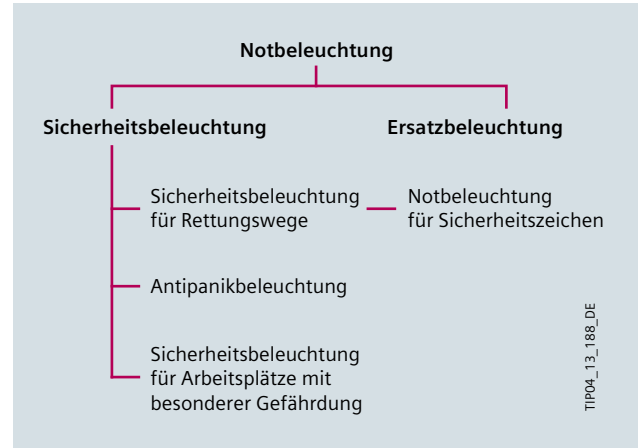 Notbeleuchtung
Sicherheitsbeleuchtung
Ersatzbeleuchtung
Sicherheitsbeleuchtung
für Rettungswege
Notbeleuchtung
für Sicherheitszeichen
Antipanikbeleuchtung
Sicherheitsbeleuchtung
für Arbeitsplätze mit
besonderer Gefährdung
TIP04_13_188_DE